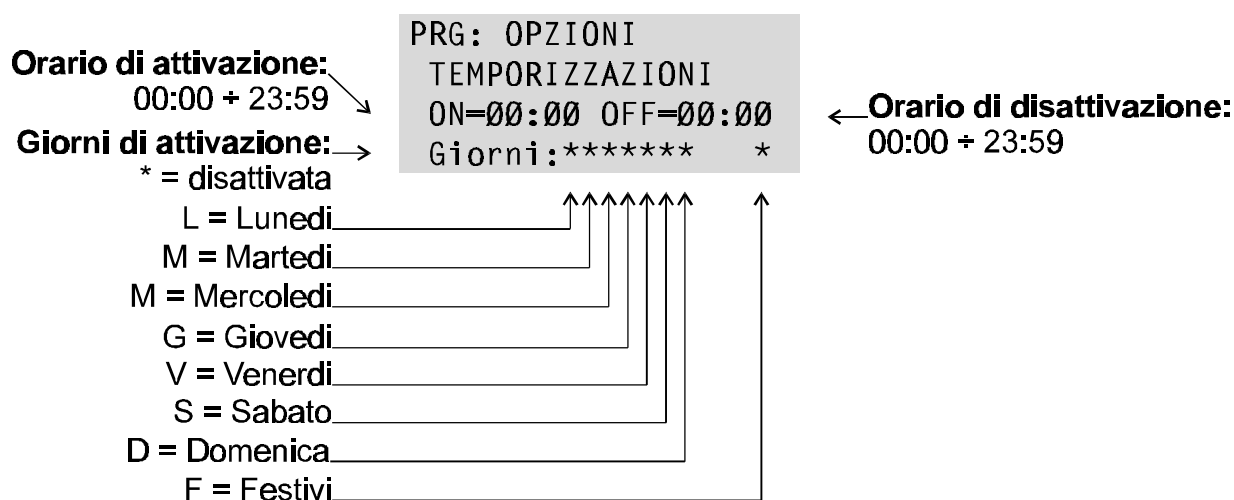 PRG: OPZIONI
TEMPORIZZAZIONI
ON=00:00 OFF=00:00
Giorni:******* *
Orario di attivazione:
00:00 ÷ 23:59
Giorni di attivazione:
* = disattivata
L = Lunedi
M = Martedi
M = Mercoledi
G = Giovedi
V = Venerdi
S = Sabato
D = Domenica
F = Festivi
Orario di disattivazione:
00:00 ÷ 23:59